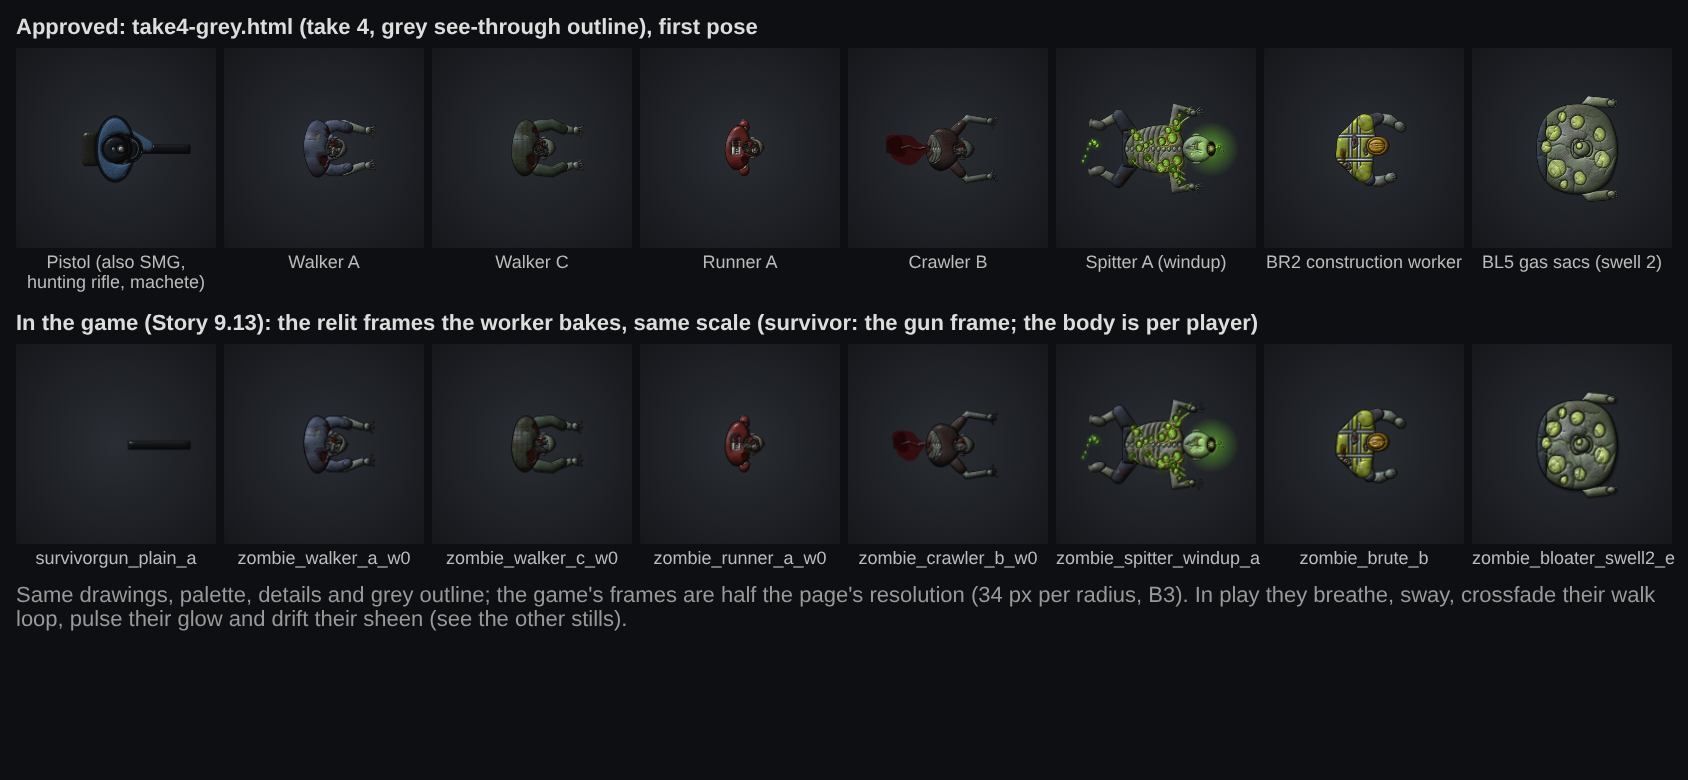 Approved: take4-grey.html (take 4, grey see-through outline), first pose
Pistol (also SMG,
hunting rifle, machete)
Walker A
Walker C
Runner A
Crawler B
Spitter A (windup)
BR2 construction worker
BL5 gas sacs (swell 2)
In the game (Story 9.13): the relit frames the worker bakes, same scale (survivor: the gun frame; the body is per player)
survivorgun_plain_a
zombie_walker_a_w0
zombie_walker_c_w0
zombie_runner_a_w0
zombie_crawler_b_w0
zombie_spitter_windup_a
zombie_brute_b
zombie_bloater_swell2_e
Same drawings, palette, details and grey outline; the game's frames are half the page's resolution (34 px per radius, B3). In play they breathe, sway, crossfade their walk
loop, pulse their glow and drift their sheen (see the other stills).